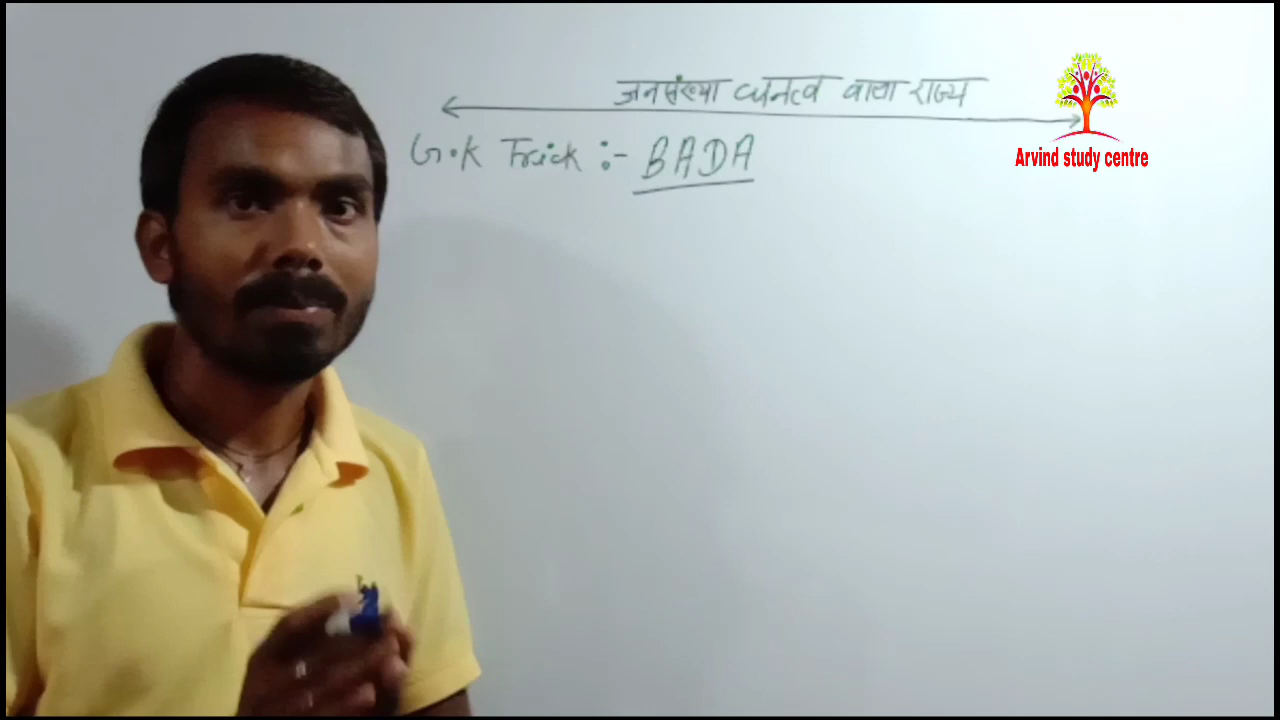 जनसंख्या घनत्व वाला राज्य
G.K Trick :- BADA
Arvind study centre